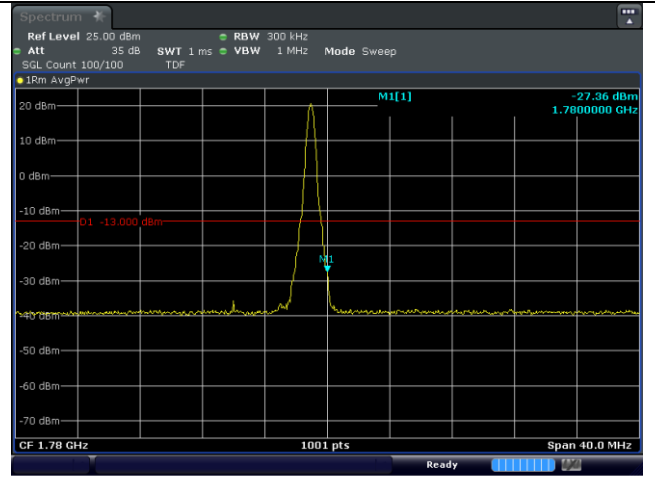 Spectrum
Ref Level 25.00 dBm RBW 300 kHz
Att 35 dB SWT 1 ms VBW 1 MHz Mode Sweep
SGL Count 100/100 TDF
1Rm AvgPwr
M1[1] -27.36 dBm
1.7800000 GHz
20 dBm
10 dBm
0 dBm
-10 dBm
D1 -13.000 dBm
-20 dBm
M1
-30 dBm
-40 dBm
-50 dBm
-60 dBm
-70 dBm
CF 1.78 GHz 1001 pts Span 40.0 MHz
Ready